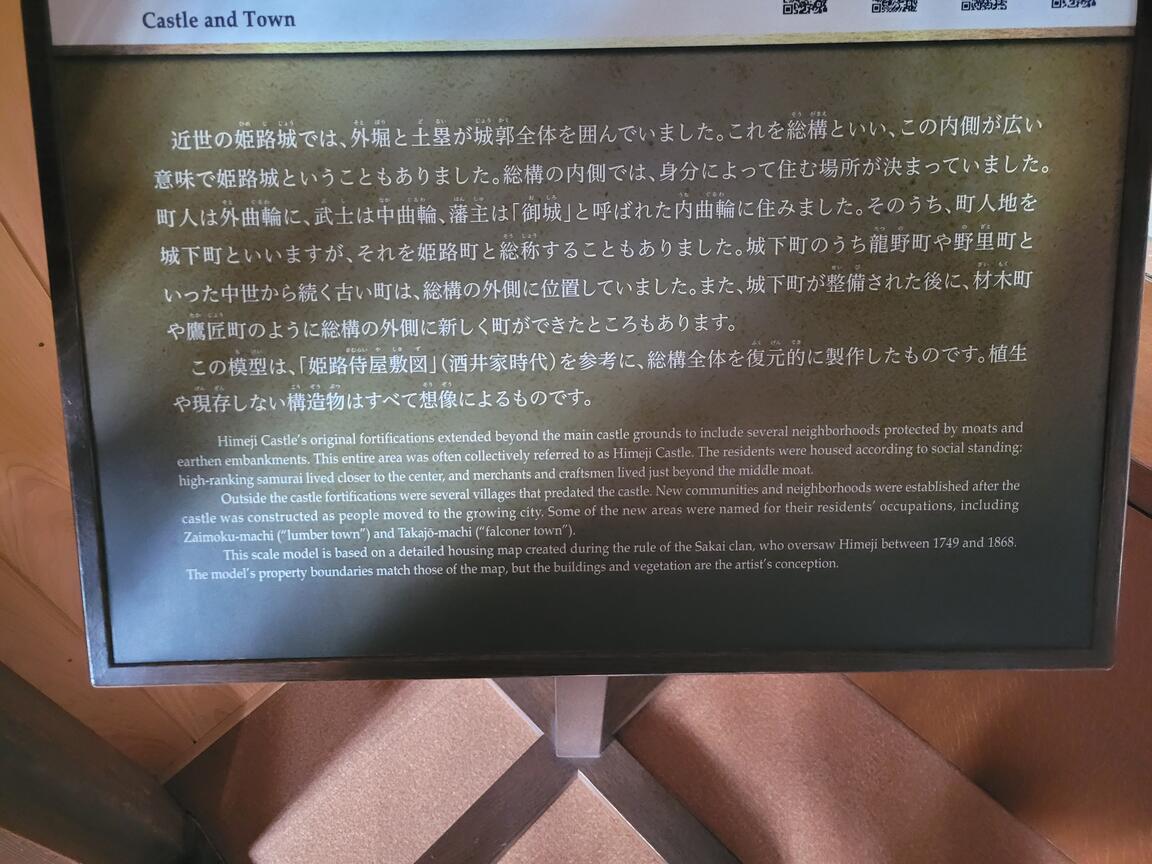 Castle and Town
近世の姫路城では、外堀と土塁が城郭全体を囲んでいました。これを総構といい、この内側が広い
意味で姫路城ということもありました。総構の内側では、身分によって住む場所が決まっていました。
町人は外曲輪に、武士は中曲輪、藩主は「御城」と呼ばれた内曲輪に住みました。そのうち、町人地を
城下町といいますが、それを姫路町と総称することもありました。城下町のうち龍野町や野里町と
いった中世から続く古い町は、総構の外側に位置していました。また、城下町が整備された後に、材木町
や鷹匠町のように総構の外側に新しく町ができたところもあります。
この模型は、「姫路侍屋敷図」（酒井家時代）を参考に、総構全体を復元的に製作したものです。植生
や現存しない構造物はすべて想像によるものです。
Himeji Castle's original fortifications extended beyond the main castle grounds to include several neighborhoods protected by moats and
earthen embankments. This entire area was often collectively referred to as Himeji Castle. The residents were housed according to social standing:
high-ranking samurai lived closer to the center, and merchants and craftsmen lived just beyond the middle moat.
Outside the castle fortifications were several villages that predated the castle. New communities and neighborhoods were established after the
castle was constructed as people moved to the growing city. Some of the new areas were named for their residents' occupations, including
Zaimoku-machi ("lumber town") and Takajō-machi ("falconer town").
This scale model is based on a detailed housing map created during the rule of the Sakai clan, who oversaw Himeji between 1749 and 1868.
The model's property boundaries match those of the map, but the buildings and vegetation are the artist's conception.